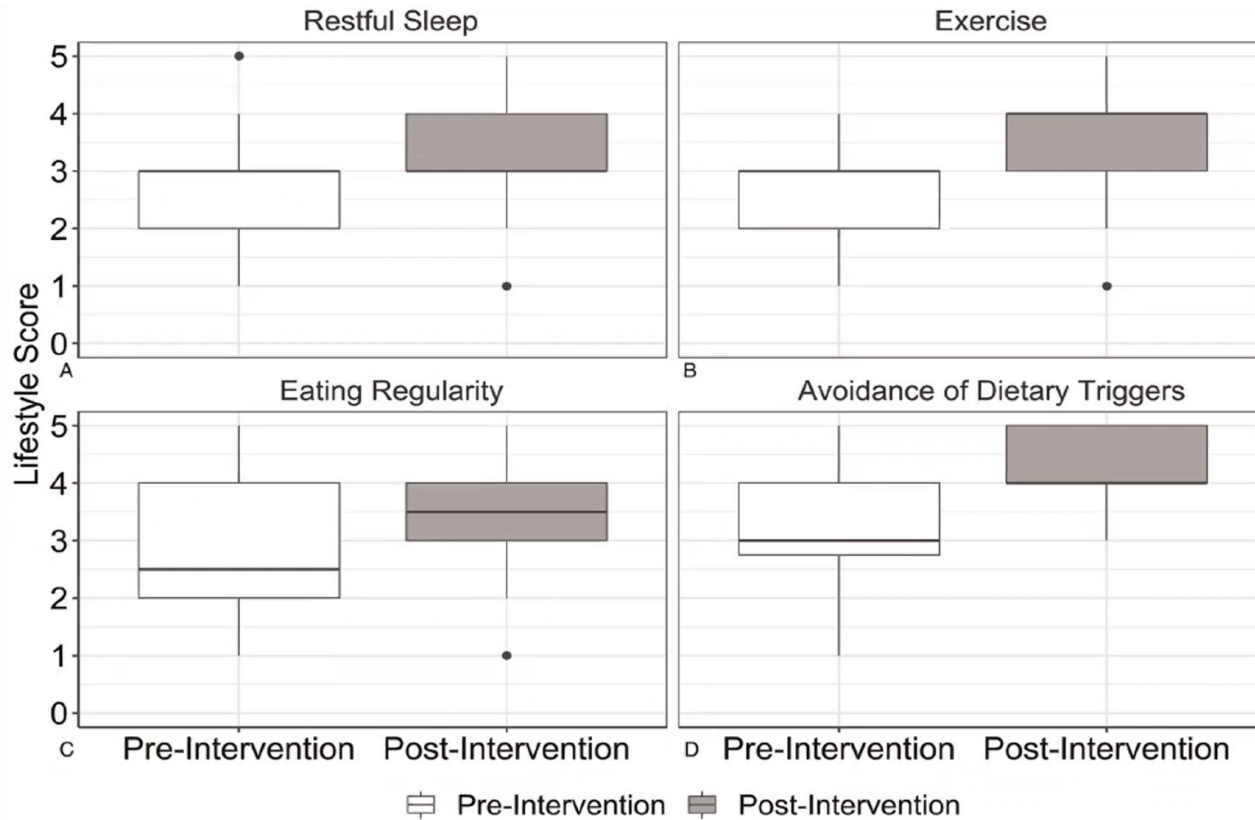 Restful Sleep
Exercise
5
4
3
2
1
0
A
B
Lifestyle Score
Eating Regularity
Avoidance of Dietary Triggers
5
4
3
2
1
0
C
Pre-Intervention
Post-Intervention
D
Pre-Intervention
Post-Intervention
Pre-Intervention
Post-Intervention